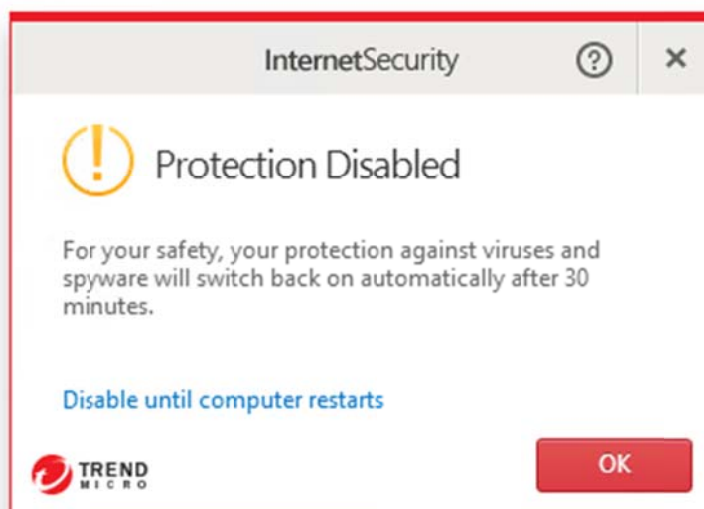 InternetSecurity
Protection Disabled
For your safety, your protection against viruses and
spyware will switch back on automatically after 30
minutes.
Disable until computer restarts
TREND
MICRO
OK